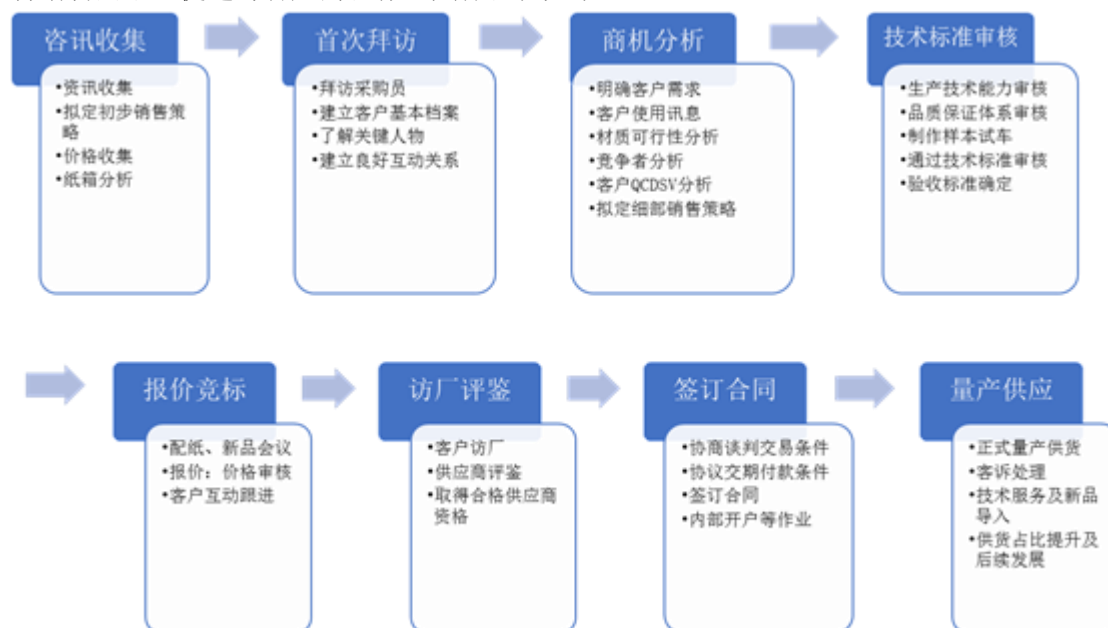 咨讯收集
•资讯收集
•拟定初步销售策
略
•价格收集
•纸箱分析
首次拜访
•拜访采购员
•建立客户基本档案
•了解关键人物
•建立良好互动关系
商机分析
•明确客户需求
•客户使用讯息
•材质可行性分析
•竞争者分析
•客户QCDSV分析
•拟定细部销售策略
技术标准审核
•生产技术能力审核
•品质保证体系审核
•制作样本试车
•通过技术标准审核
•验收标准确定
报价竞标
•配纸、新品会议
•报价：价格审核
•客户互动跟进
访厂评鉴
•客户访厂
•供应商评鉴
•取得合格供应商
资格
签订合同
•协商谈判交易条件
•协议交期付款条件
•签订合同
•内部开户等作业
量产供应
•正式量产供货
•客诉处理
•技术服务及新品
导入
•供货占比提升及
后续发展